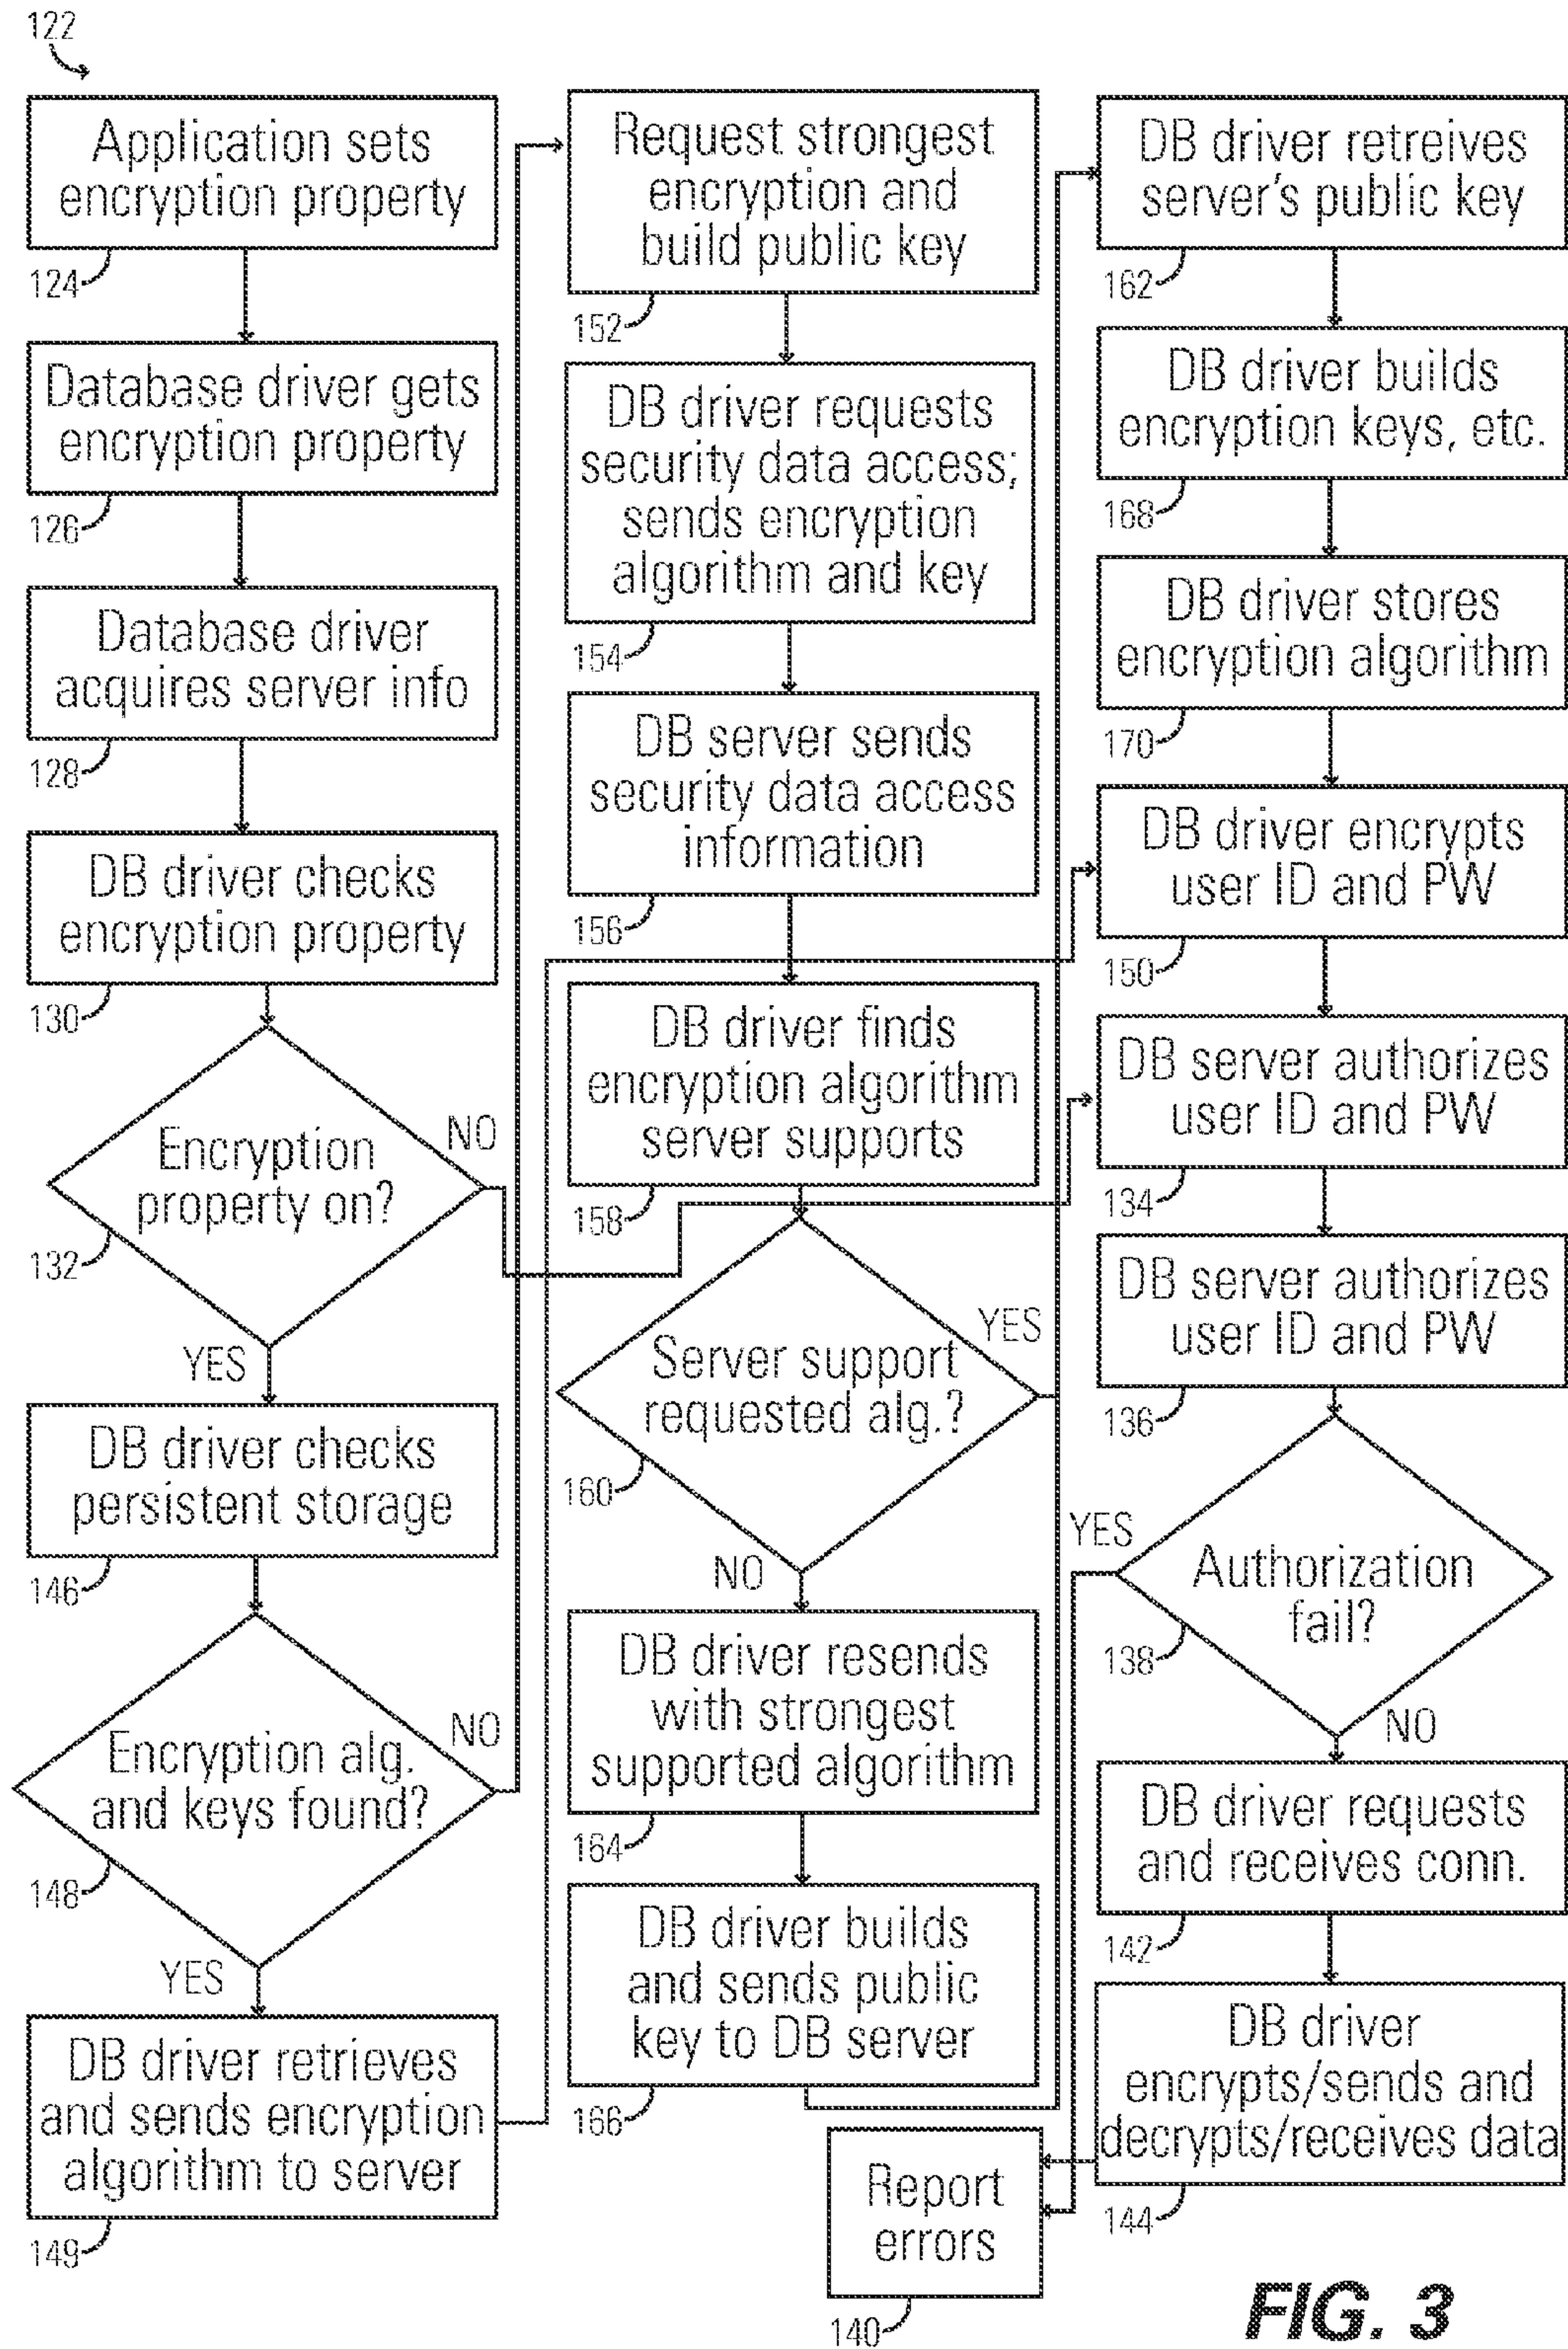 122
Application sets
encryption property
124
Database driver gets
encryption property
126
Database driver
acquires server info
128
DB driver checks
encryption property
130
Encryption
property on?
NO
132
YES
DB driver checks
persistent storage
146
Encryption alg.
and keys found?
NO
148
YES
DB driver retrieves
and sends encryption
algorithm to server
149
Request strongest
encryption and
build public key
152
DB driver requests
security data access;
sends encryption
algorithm and key
154
DB server sends
security data access
information
156
DB driver finds
encryption algorithm
server supports
158
Server support
requested alg.?
YES
160
NO
DB driver resends
with strongest
supported algorithm
164
DB driver builds
and sends public
key to DB server
166
DB driver retreives
server's public key
162
DB driver builds
encryption keys, etc.
168
DB driver stores
encryption algorithm
170
DB driver encrypts
user ID and PW
150
DB server authorizes
user ID and PW
134
DB server authorizes
user ID and PW
136
YES
Authorization
fail?
138
NO
DB driver requests
and receives conn.
142
DB driver
encrypts/sends and
decrypts/receives data
144
Report
errors
140
FIG. 3